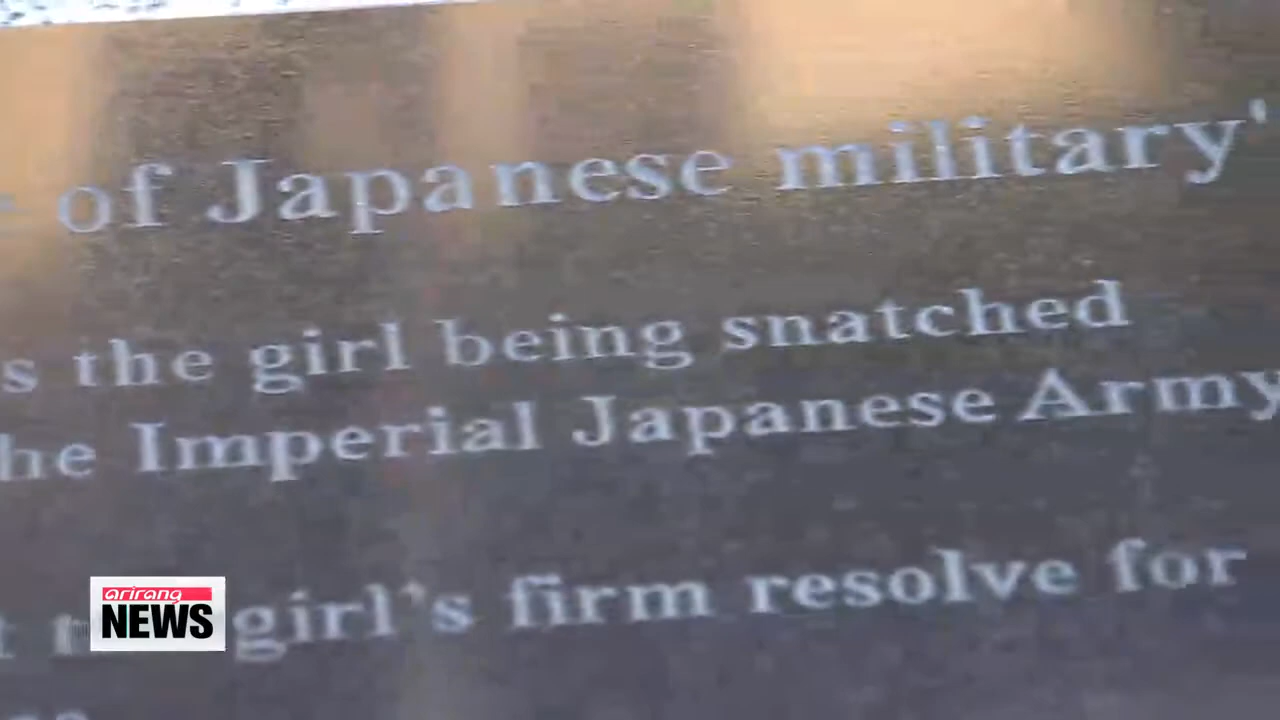 of Japanese military'
s the girl being snatched
he Imperial Japanese Army
girl's firm resolve for
arirang
NEWS